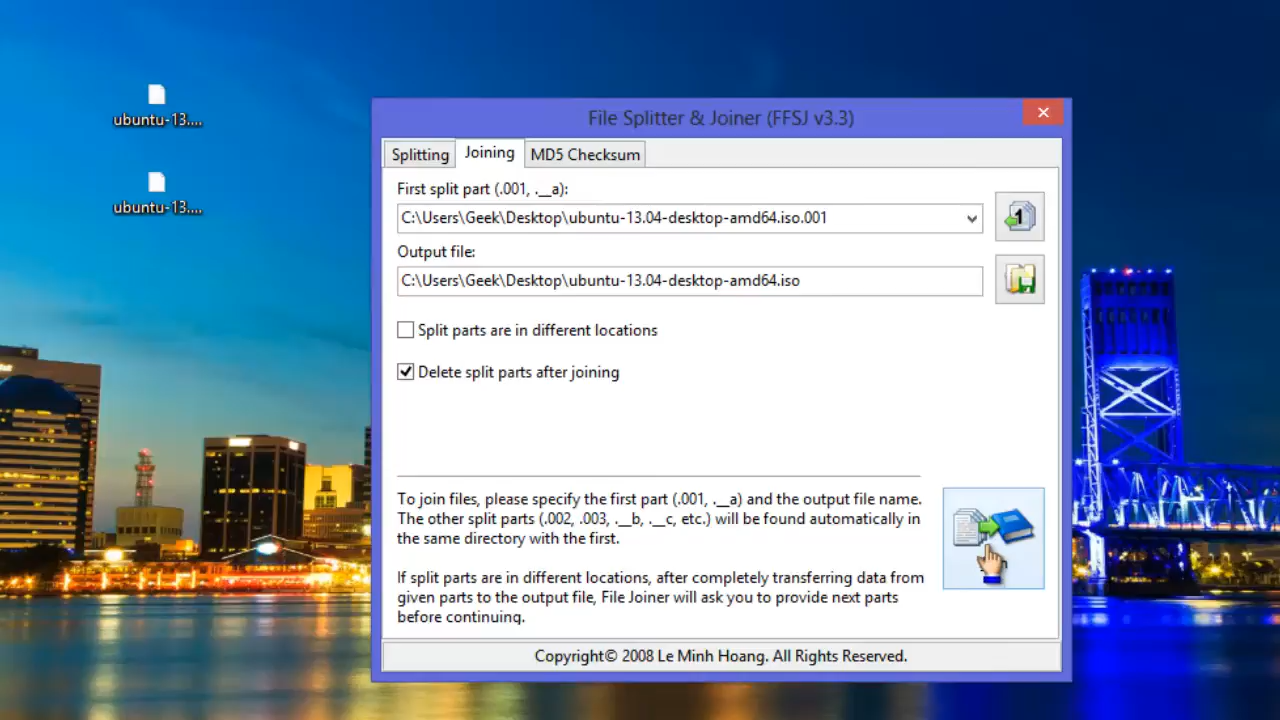 ubuntu-13....
ubuntu-13....
File Splitter & Joiner (FFSJ v3.3)
Splitting
Joining
MD5 Checksum
First split part (.001, .__a):
C:\Users\Geek\Desktop\ubuntu-13.04-desktop-amd64.iso.001
1
Output file:
C:\Users\Geek\Desktop\ubuntu-13.04-desktop-amd64.iso
Split parts are in different locations
Delete split parts after joining
To join files, please specify the first part (.001, .__a) and the output file name.
The other split parts (.002, .003, .__b, .__c, etc.) will be found automatically in
the same directory with the first.
If split parts are in different locations, after completely transferring data from
given parts to the output file, File Joiner will ask you to provide next parts
before continuing.
Copyright© 2008 Le Minh Hoang. All Rights Reserved.